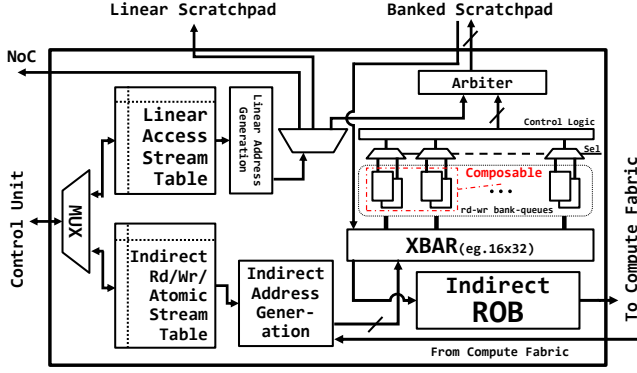 Linear Scratchpad
Banked Scratchpad
NoC
Arbiter
Linear
Access
Stream
Table
Linear Address
Generation
Control Logic
Sel
Composable
...
rd-wr bank-queues
Control Unit
MUX
XBAR(eg.16x32)
Indirect
Rd/Wr/
Atomic
Stream
Table
Indirect
Address
Gener-
ation
Indirect
ROB
To Compute Fabric
From Compute Fabric